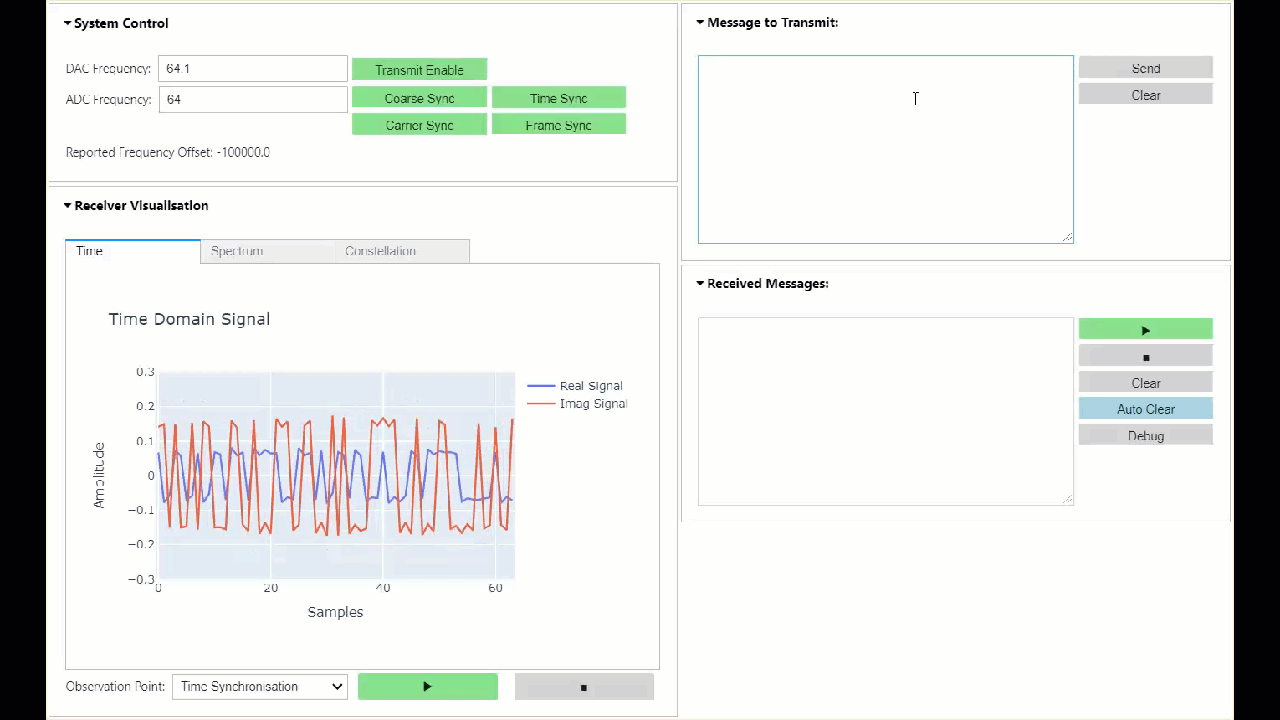 System Control
DAC Frequency: 64.1 Transmit Enable
ADC Frequency: 64 Coarse Sync Time Sync
Carrier Sync Frame Sync
Reported Frequency Offset: -100000.0
Receiver Visualisation
Time Spectrum Constellation
Time Domain Signal
0.3
0.2
0.1
0
−0.1
−0.2
−0.3
Amplitude
0 20 40 60
Samples
Real Signal
Imag Signal
Observation Point: Time Synchronisation
Message to Transmit:
Send
Clear
Received Messages:
Clear
Auto Clear
Debug